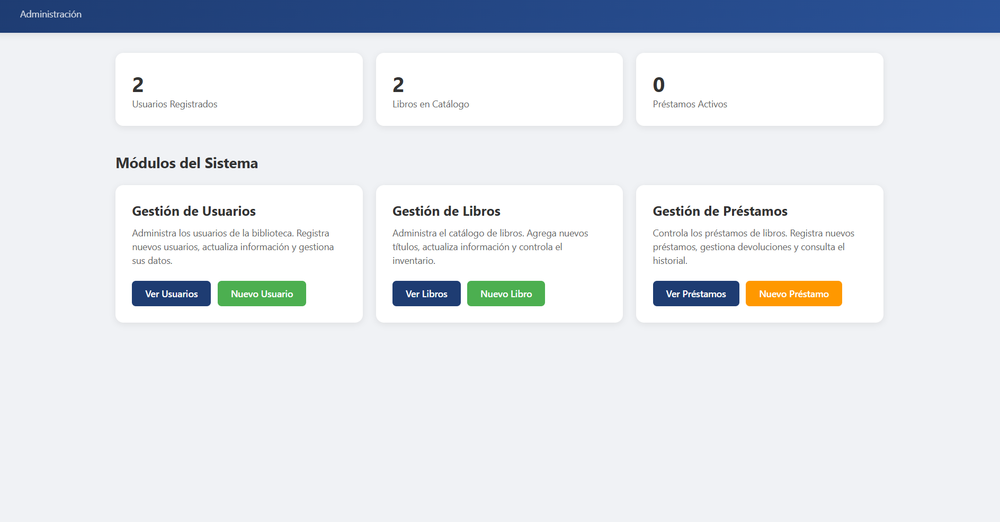 Administración
2
Usuarios Registrados
2
Libros en Catálogo
0
Préstamos Activos
Módulos del Sistema
Gestión de Usuarios
Administra los usuarios de la biblioteca. Registra
nuevos usuarios, actualiza información y gestiona
sus datos.
Ver Usuarios
Nuevo Usuario
Gestión de Libros
Administra el catálogo de libros. Agrega nuevos
títulos, actualiza información y controla el
inventario.
Ver Libros
Nuevo Libro
Gestión de Préstamos
Controla los préstamos de libros. Registra nuevos
préstamos, gestiona devoluciones y consulta el
historial.
Ver Préstamos
Nuevo Préstamo